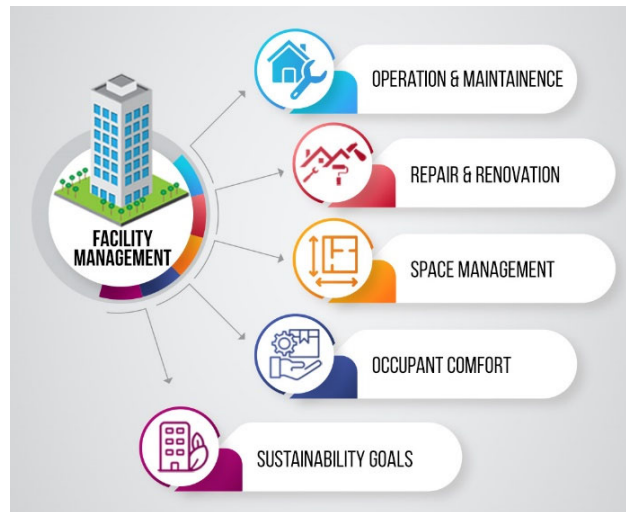 FACILITY
MANAGEMENT
OPERATION & MAINTAINENCE
REPAIR & RENOVATION
SPACE MANAGEMENT
OCCUPANT COMFORT
SUSTAINABILITY GOALS